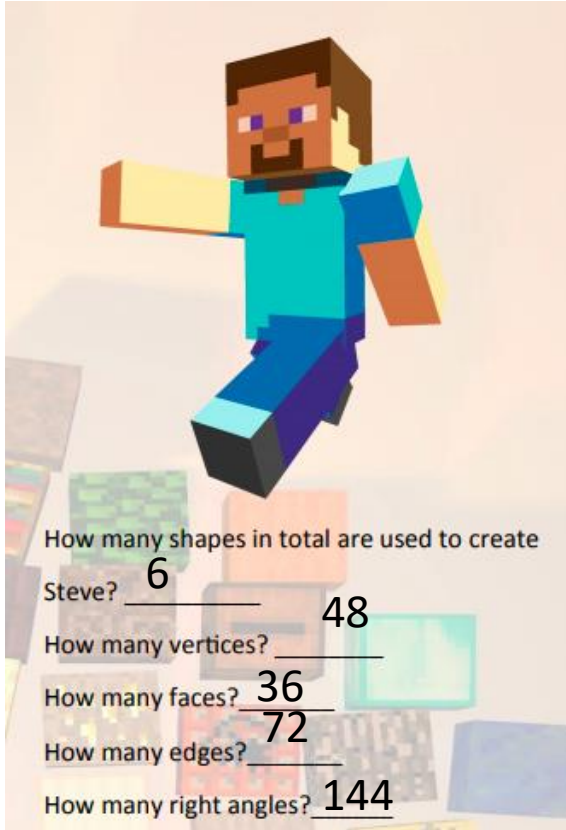 How many shapes in total are used to create
Steve? 6
How many vertices? 48
How many faces? 36
How many edges? 72
How many right angles? 144